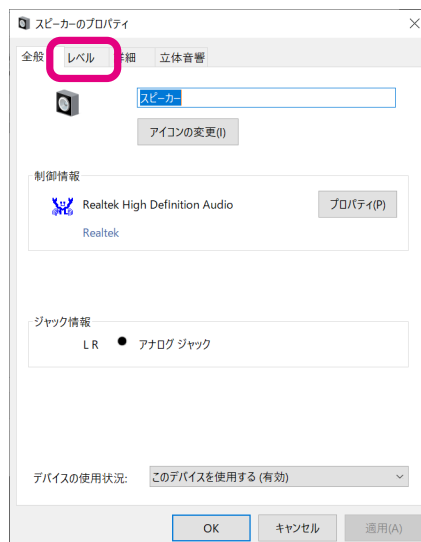 スピーカーのプロパティ
全般 レベル 詳細 立体音響
スピーカー
アイコンの変更(I)
制御情報
Realtek High Definition Audio プロパティ(P)
Realtek
ジャック情報
L R アナログ ジャック
デバイスの使用状況: このデバイスを使用する (有効)
OK キャンセル 適用(A)